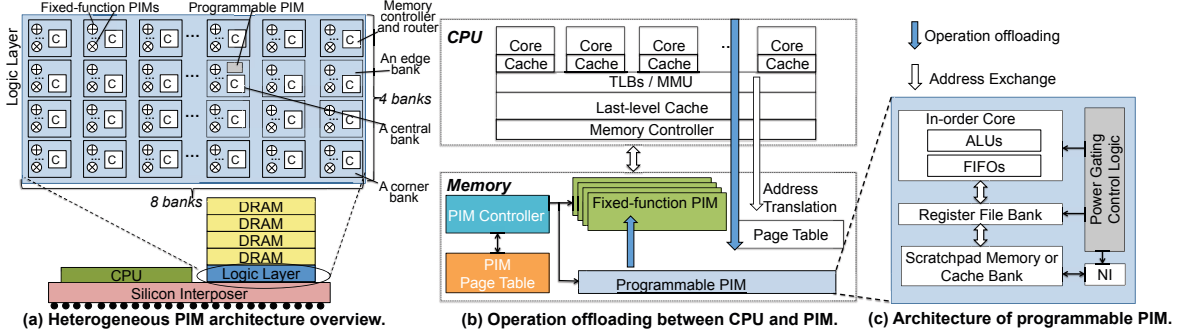 Fixed-function PIMs
Programmable PIM
Memory
controller
and router
Logic Layer
C C C C C C
An edge
bank
4 banks
C C C C C C
A central
bank
C C C C C C
C C C C C C
A corner
bank
8 banks
DRAM
DRAM
DRAM
DRAM
CPU
Logic Layer
Silicon Interposer
(a) Heterogeneous PIM architecture overview.
CPU
Core Core Core ... Core
Cache Cache Cache Cache
TLBs / MMU
Last-level Cache
Memory Controller
Memory
PIM Controller
Fixed-function PIM
Address
Translation
Page Table
PIM
Page Table
Programmable PIM
(b) Operation offloading between CPU and PIM.
Operation offloading
Address Exchange
In-order Core
ALUs
FIFOs
Register File Bank
Scratchpad Memory or
Cache Bank
Power Gating
Control Logic
NI
(c) Architecture of programmable PIM.